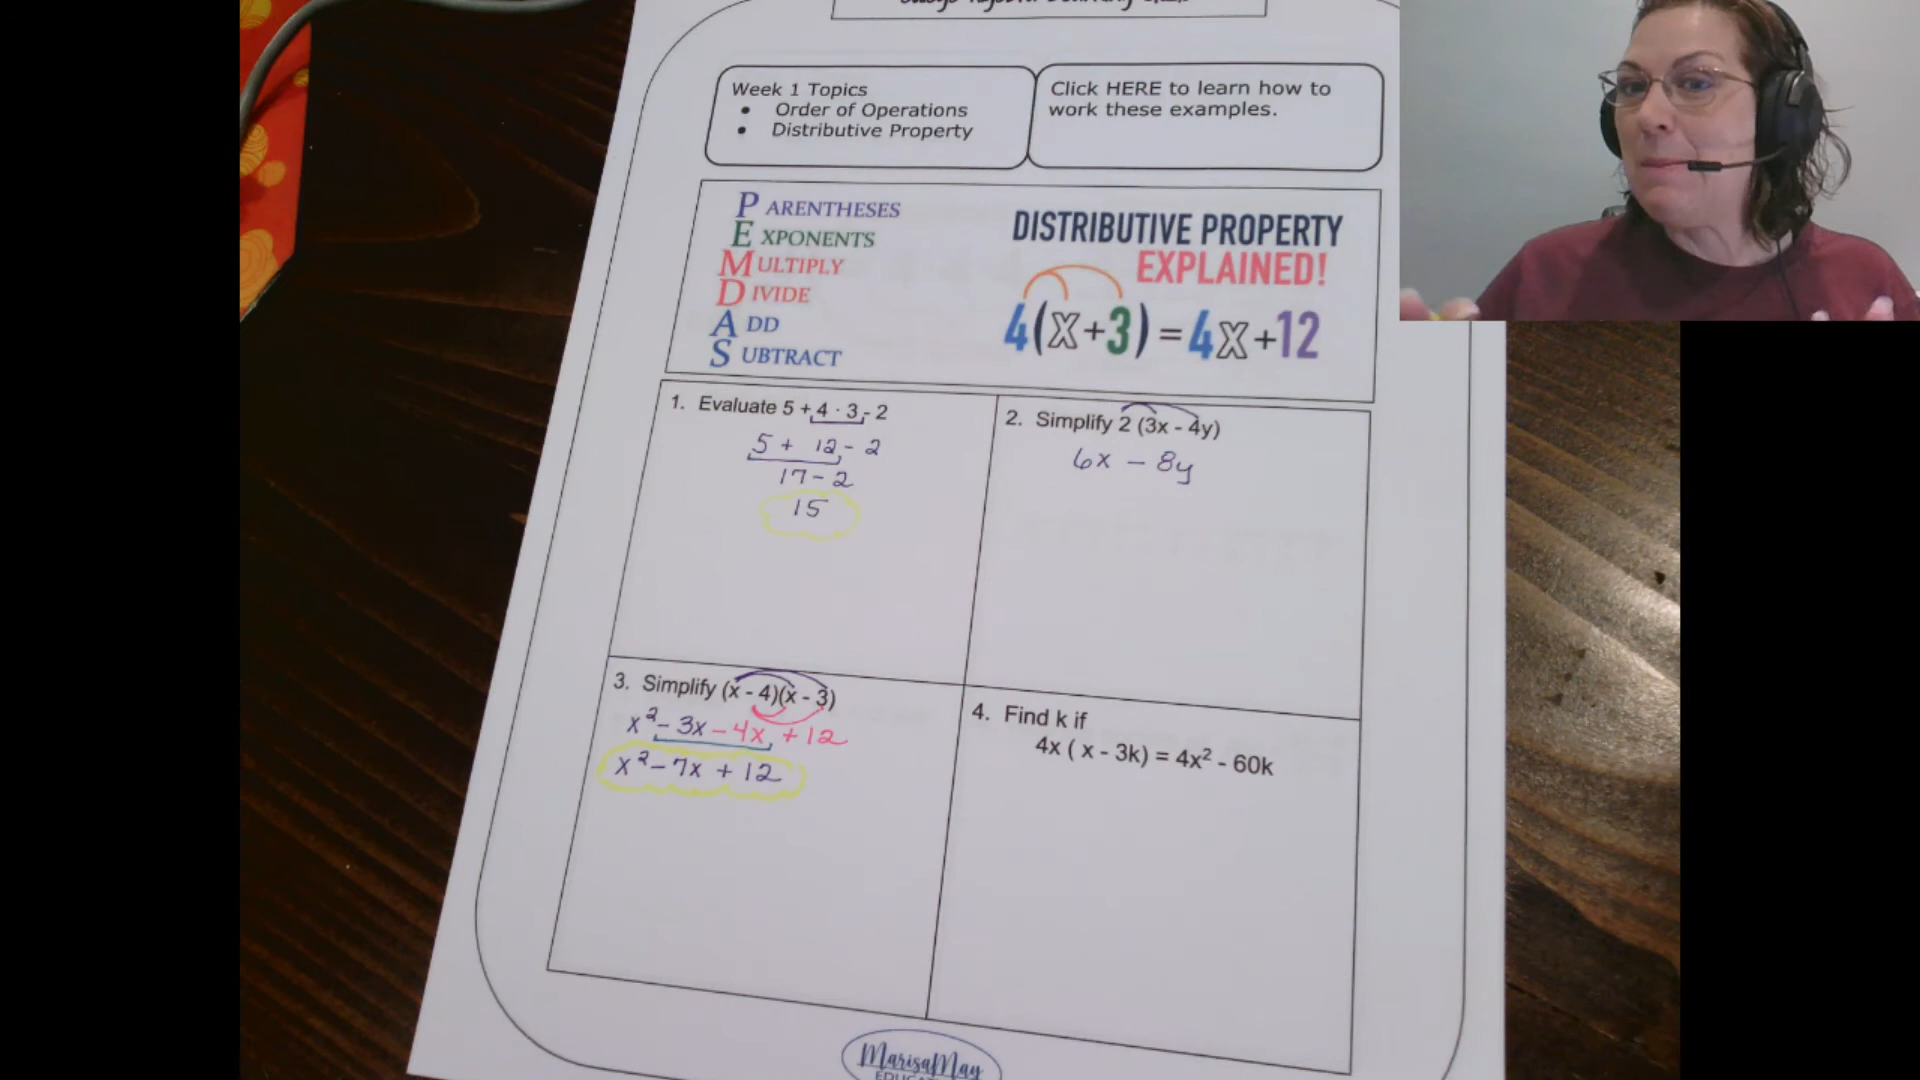 Week 1 Topics
• Order of Operations
• Distributive Property
Click HERE to learn how to
work these examples.
PARENTHESES
EXPONENTS
MULTIPLY
DIVIDE
ADD
SUBTRACT
DISTRIBUTIVE PROPERTY
EXPLAINED!
4(x+3)=4x+12
1. Evaluate 5 + 4 · 3 - 2
5 + 12 - 2
17 - 2
15
2. Simplify 2 (3x - 4y)
6x - 8y
3. Simplify (x - 4)(x - 3)
x² - 3x - 4x + 12
x² - 7x + 12
4. Find k if
4x ( x - 3k) = 4x² - 60k
MarisaMay